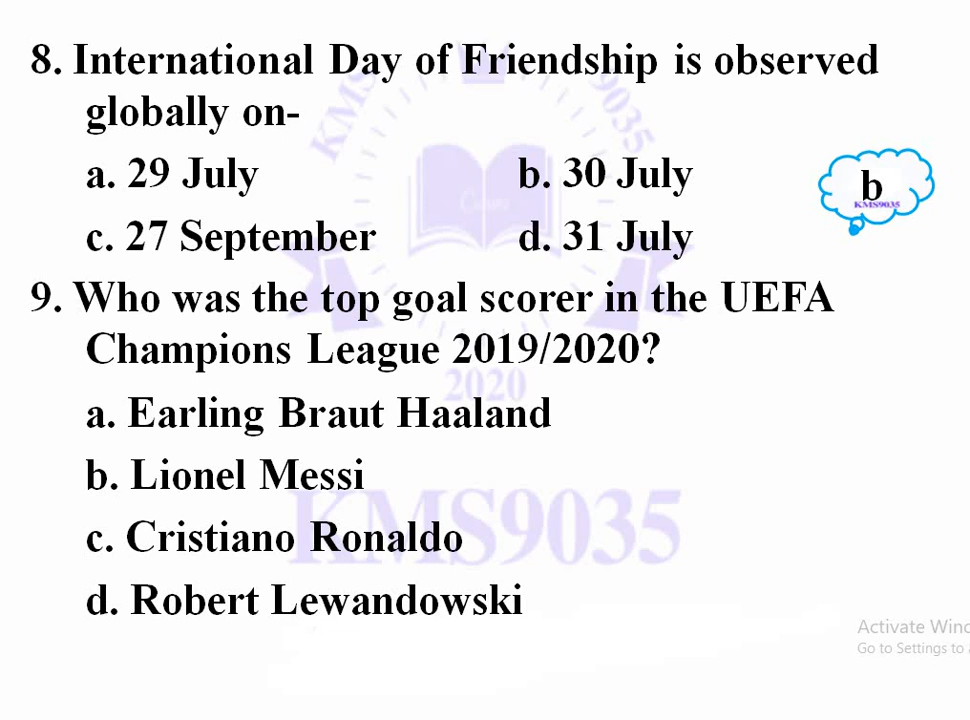 8. International Day of Friendship is observed
globally on-
a. 29 July b. 30 July
c. 27 September d. 31 July
b
KMS9035
9. Who was the top goal scorer in the UEFA
Champions League 2019/2020?
a. Earling Braut Haaland
b. Lionel Messi
c. Cristiano Ronaldo
d. Robert Lewandowski
KMS9035
2020
KMS9035
Activate Wind
Go to Settings to